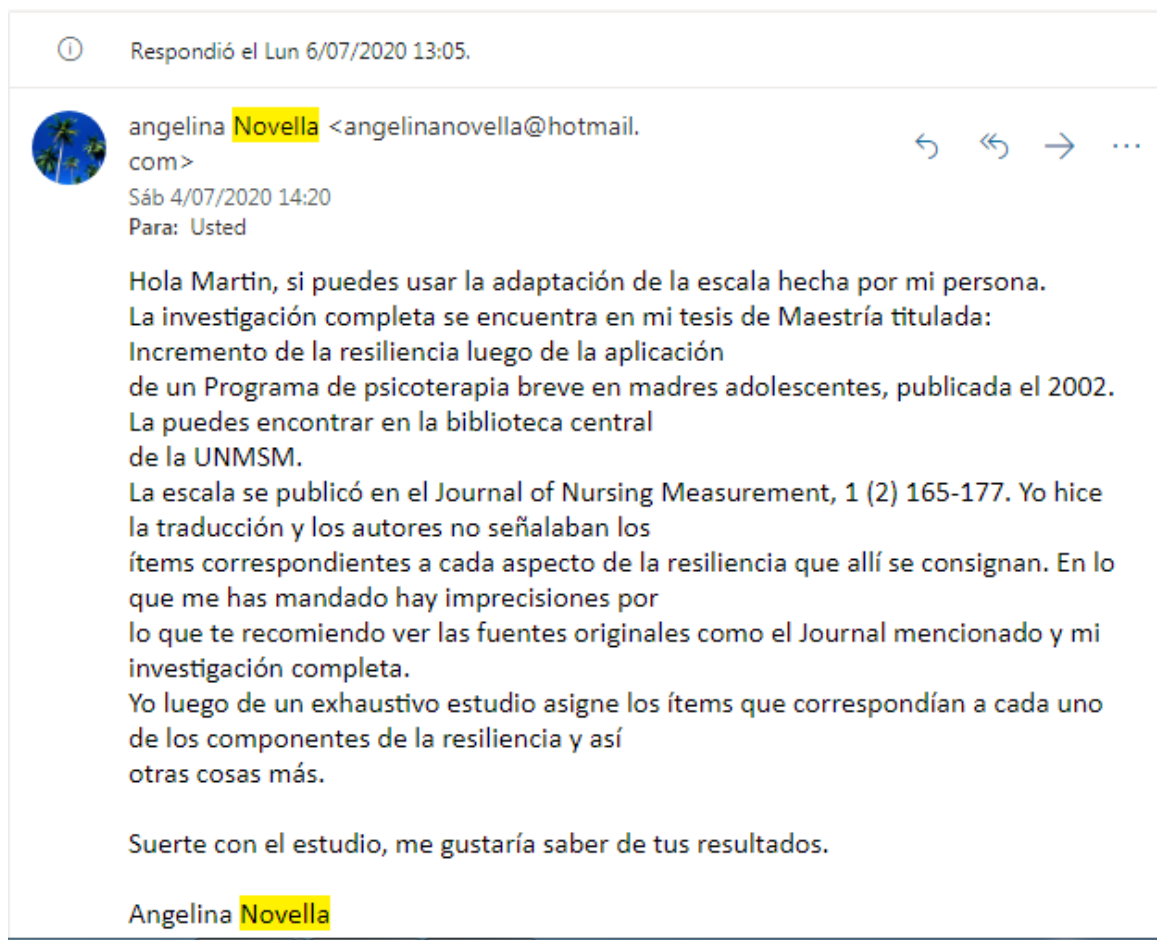 Respondió el Lun 6/07/2020 13:05.
angelina Novella <angelinanovella@hotmail.
com>
Sáb 4/07/2020 14:20
Para: Usted
Hola Martin, si puedes usar la adaptación de la escala hecha por mi persona.
La investigación completa se encuentra en mi tesis de Maestría titulada:
Incremento de la resiliencia luego de la aplicación
de un Programa de psicoterapia breve en madres adolescentes, publicada el 2002.
La puedes encontrar en la biblioteca central
de la UNMSM.
La escala se publicó en el Journal of Nursing Measurement, 1 (2) 165-177. Yo hice
la traducción y los autores no señalaban los
ítems correspondientes a cada aspecto de la resiliencia que allí se consignan. En lo
que me has mandado hay imprecisiones por
lo que te recomiendo ver las fuentes originales como el Journal mencionado y mi
investigación completa.
Yo luego de un exhaustivo estudio asigne los ítems que correspondían a cada uno
de los componentes de la resiliencia y así
otras cosas más.
Suerte con el estudio, me gustaría saber de tus resultados.
Angelina Novella